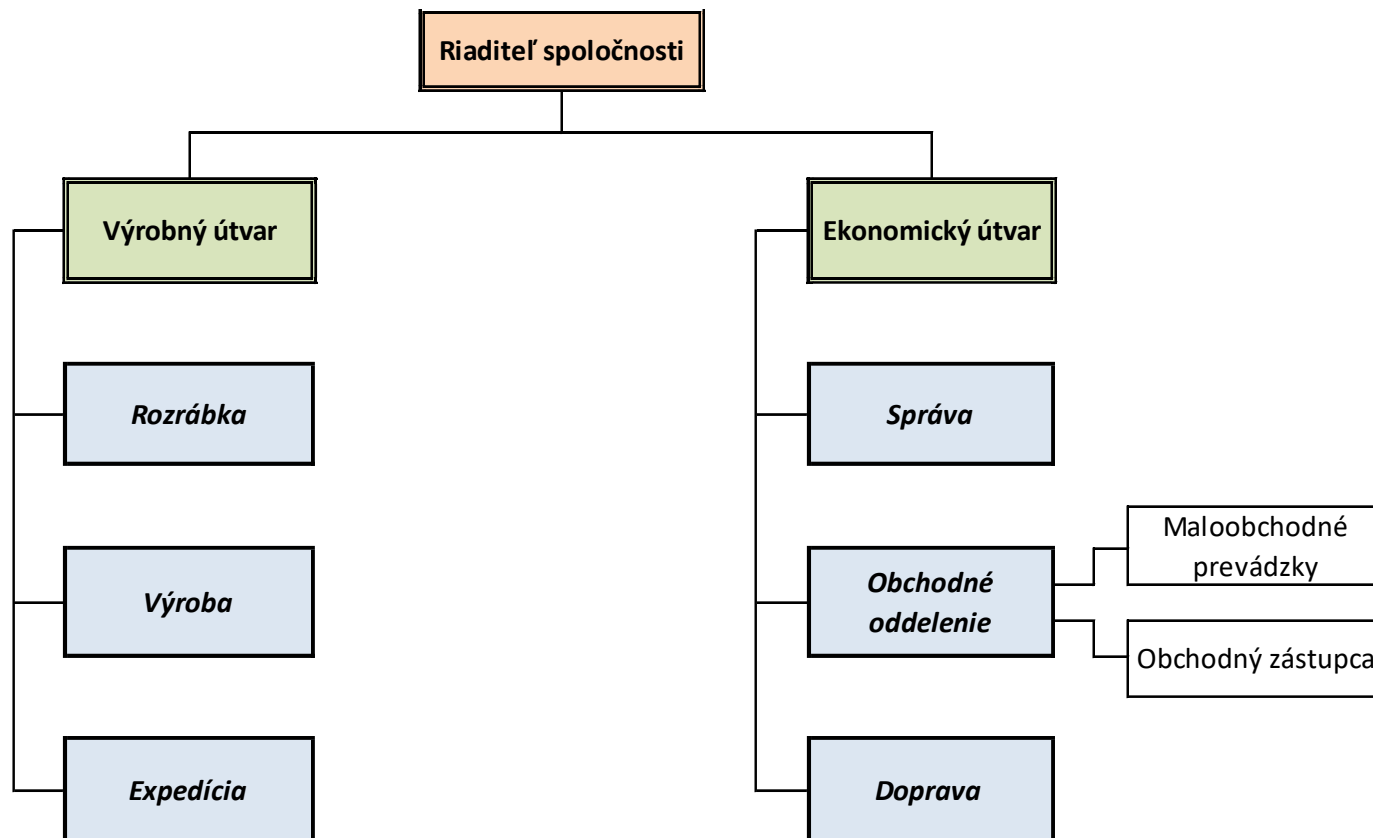 Riaditeľ spoločnosti
Výrobný útvar
Ekonomický útvar
Rozrábka
Správa
Maloobchodné
prevádzky
Výroba
Obchodné
oddelenie
Obchodný zástupca
Expedícia
Doprava